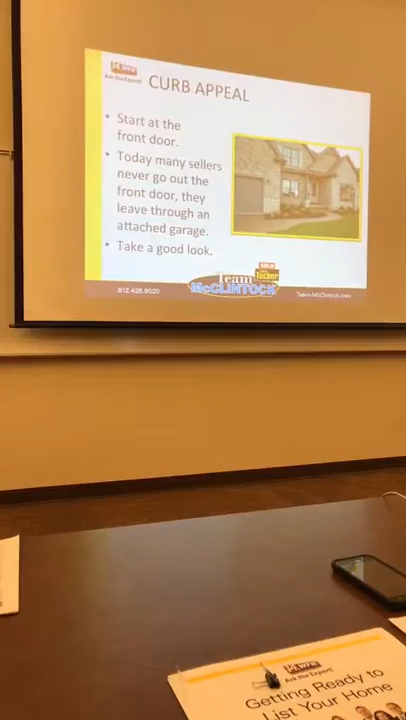 Ask the Expert!
CURB APPEAL
• Start at the
front door.
• Today many sellers
never go out the
front door, they
leave through an
attached garage.
• Take a good look.
SOLD
Tucker
Team
McCLINTOCK
812.426.9020
Team-McClintock.com
Ask the Expert!
Getting Ready to
List Your Home